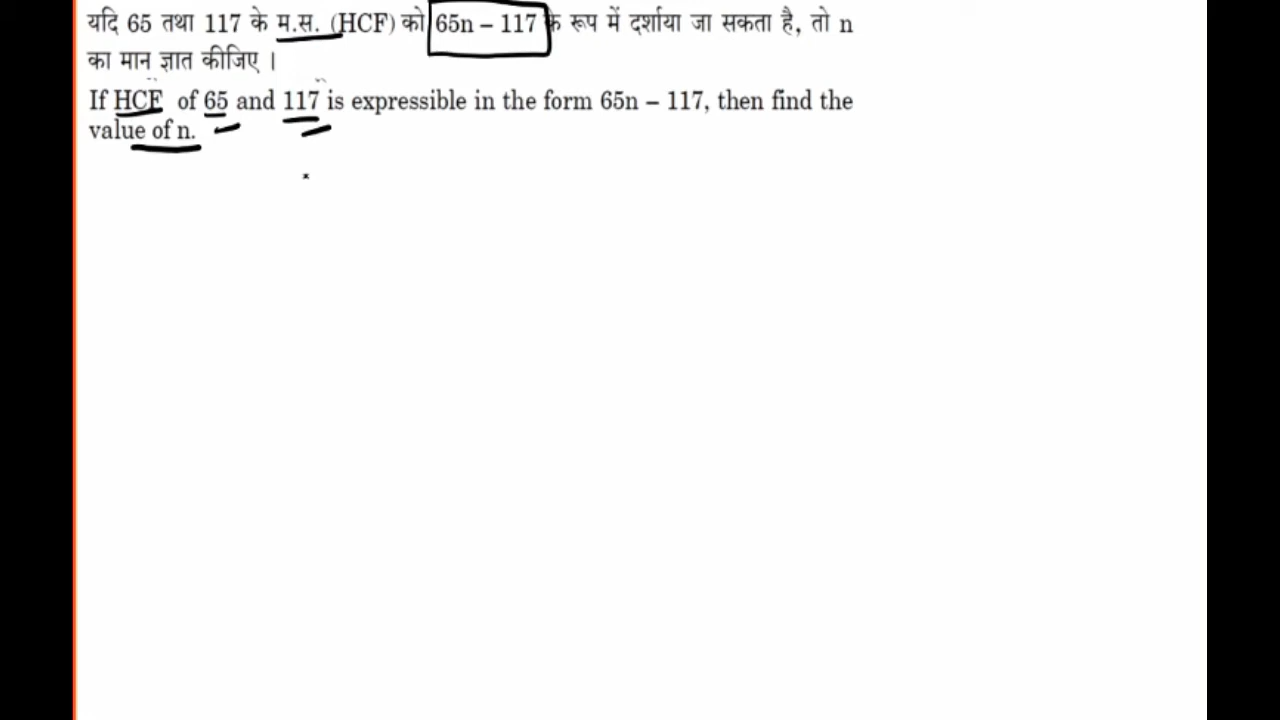 यदि 65 तथा 117 के म.स. (HCF) को 65n – 117 के रूप में दर्शाया जा सकता है, तो n
का मान ज्ञात कीजिए ।
If HCF of 65 and 117 is expressible in the form 65n – 117, then find the
value of n.